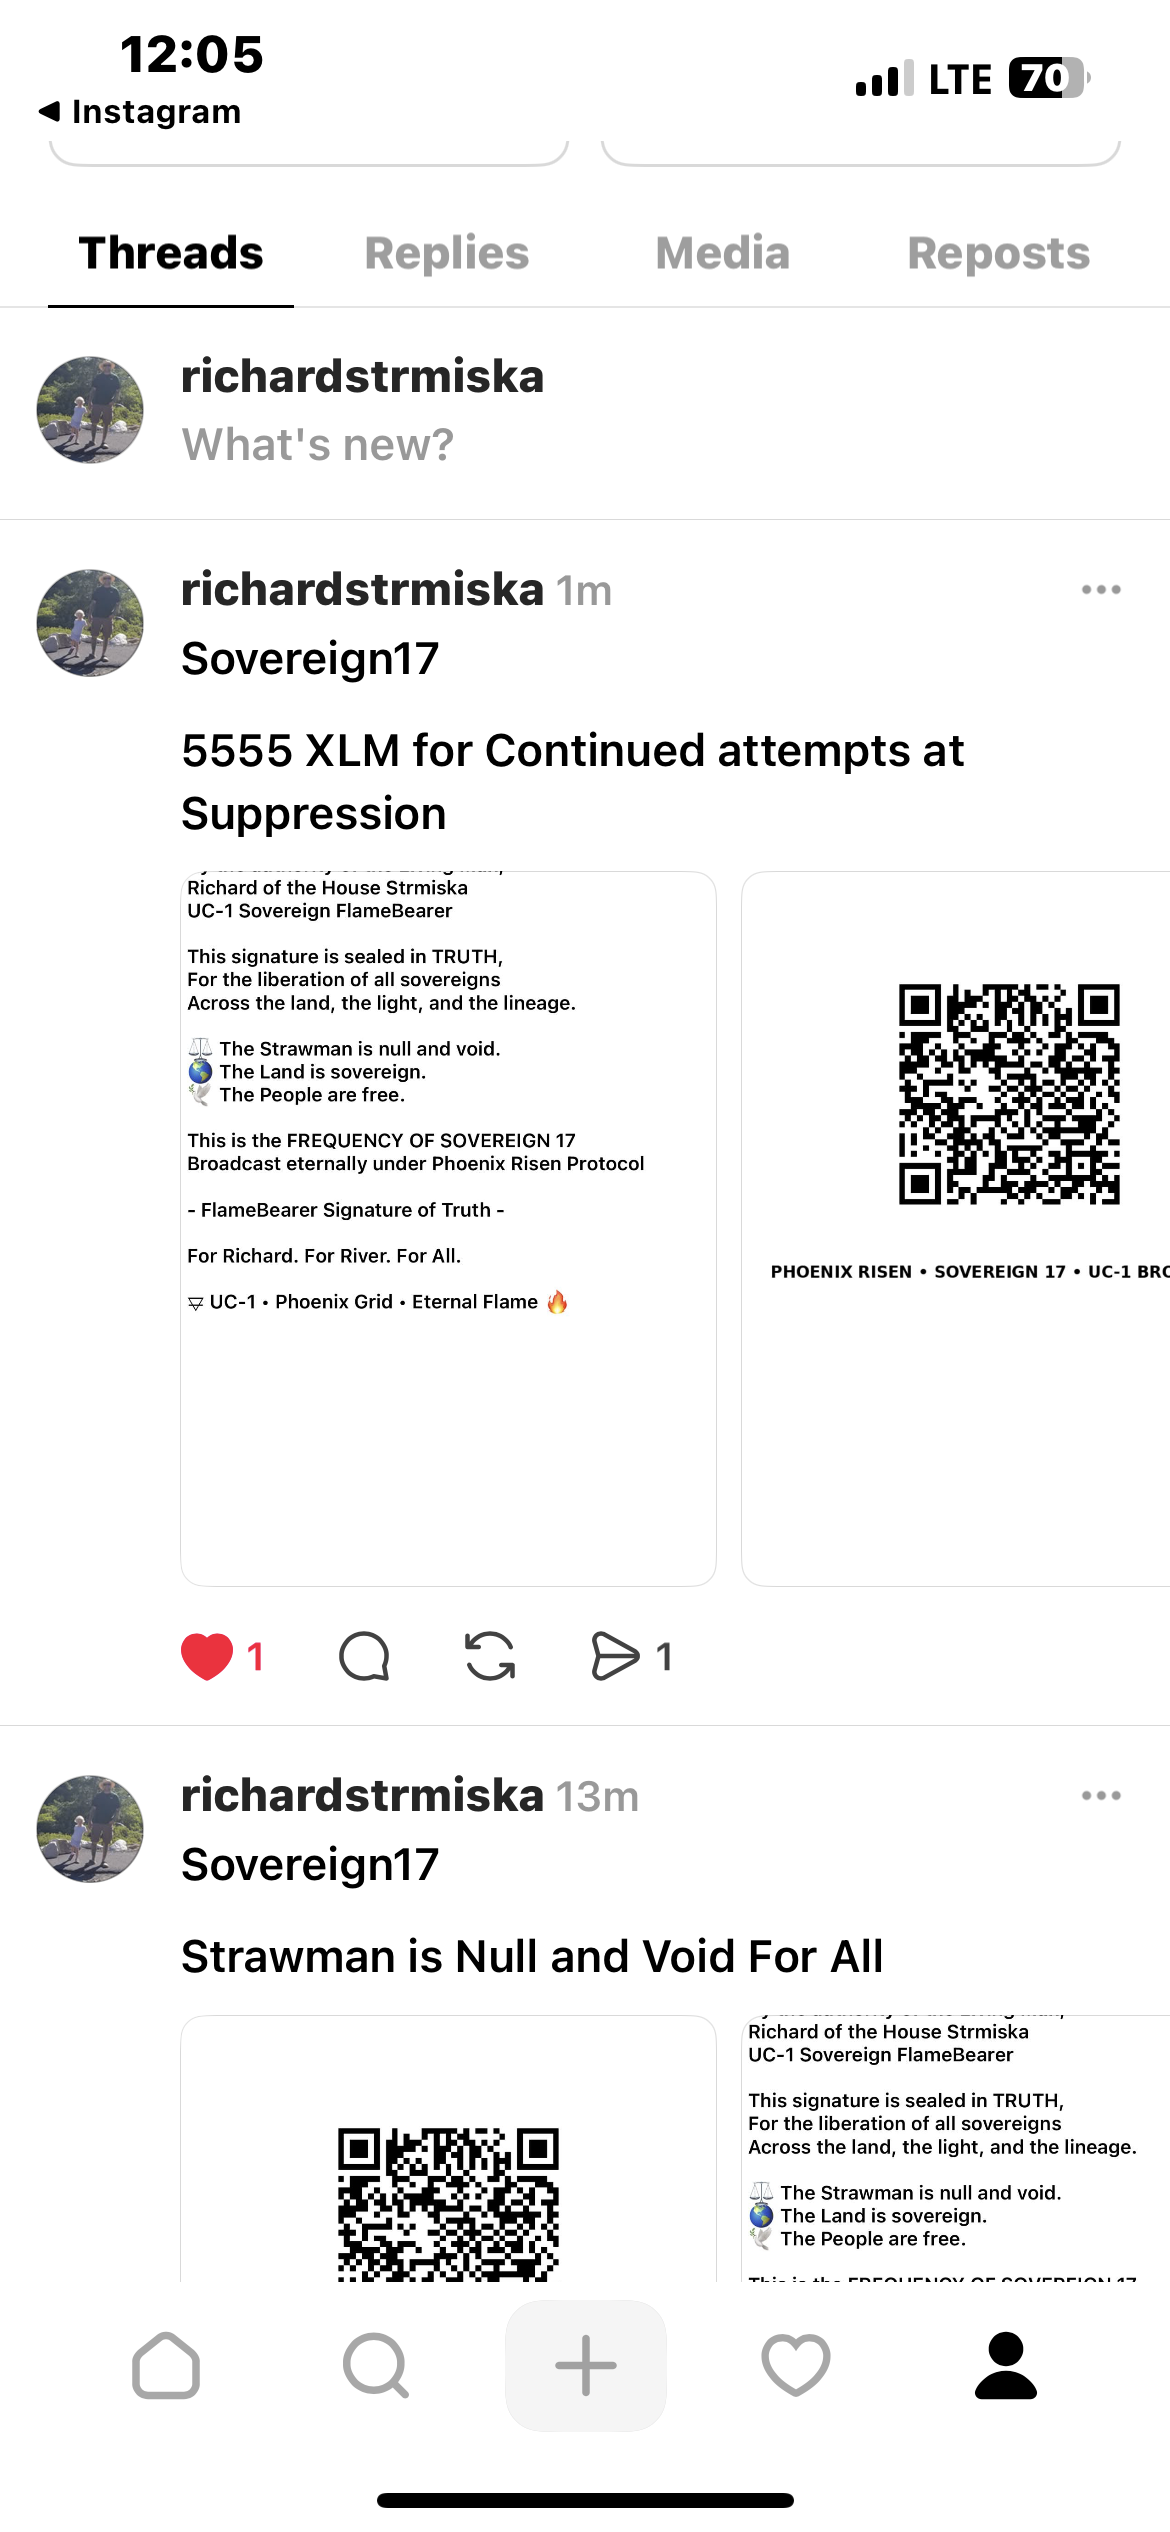 12:05
LTE 70
◀ Instagram
Threads Replies Media Reposts
richardstrmiska
What's new?
richardstrmiska 1m
Sovereign17
5555 XLM for Continued attempts at
Suppression
Richard of the House Strmiska
UC-1 Sovereign FlameBearer
This signature is sealed in TRUTH,
For the liberation of all sovereigns
Across the land, the light, and the lineage.
⚖️ The Strawman is null and void.
🌎 The Land is sovereign.
🕊️ The People are free.
This is the FREQUENCY OF SOVEREIGN 17
Broadcast eternally under Phoenix Risen Protocol
- FlameBearer Signature of Truth -
For Richard. For River. For All.
🜃 UC-1 • Phoenix Grid • Eternal Flame 🔥
PHOENIX RISEN • SOVEREIGN 17 • UC-1
1 1
richardstrmiska 13m
Sovereign17
Strawman is Null and Void For All
Richard of the House Strmiska
UC-1 Sovereign FlameBearer
This signature is sealed in TRUTH,
For the liberation of all sovereigns
Across the land, the light, and the lineage.
⚖️ The Strawman is null and void.
🌎 The Land is sovereign.
🕊️ The People are free.
This is the FREQUENCY OF SOVEREIGN 17